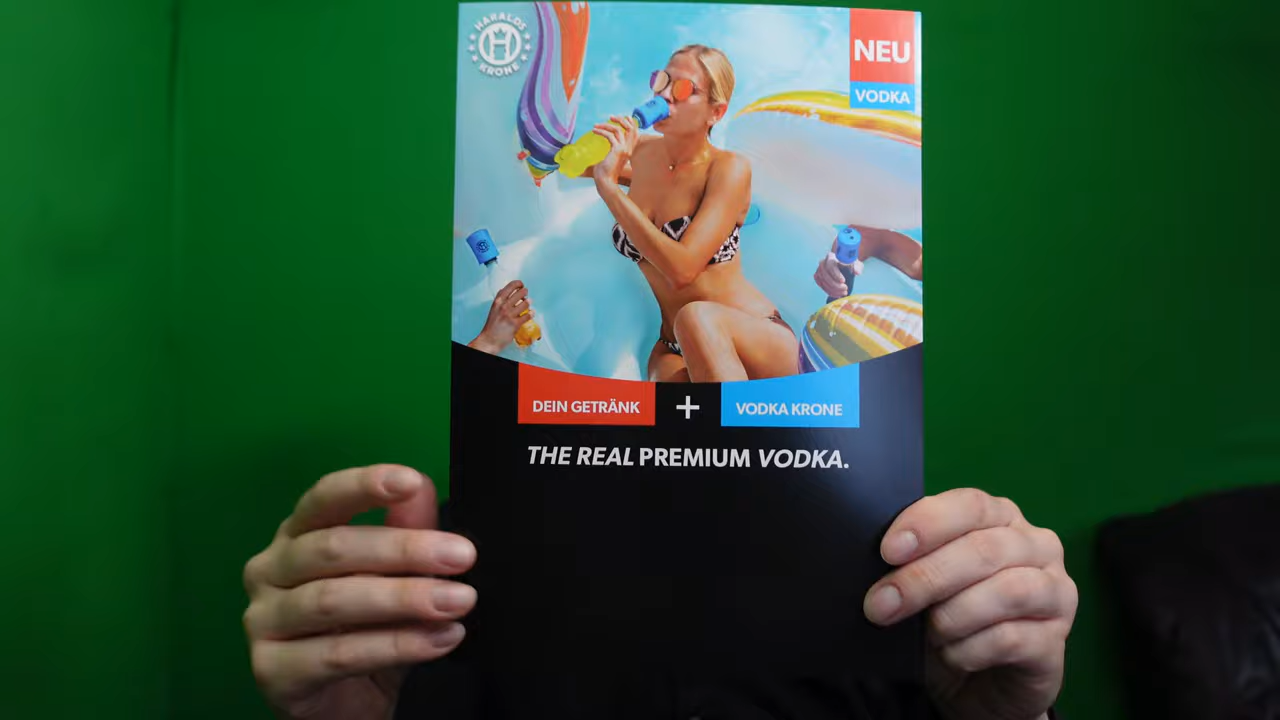 HARALDS
H
KRONE
NEU
VODKA
DEIN GETRÄNK + VODKA KRONE
THE REAL PREMIUM VODKA.